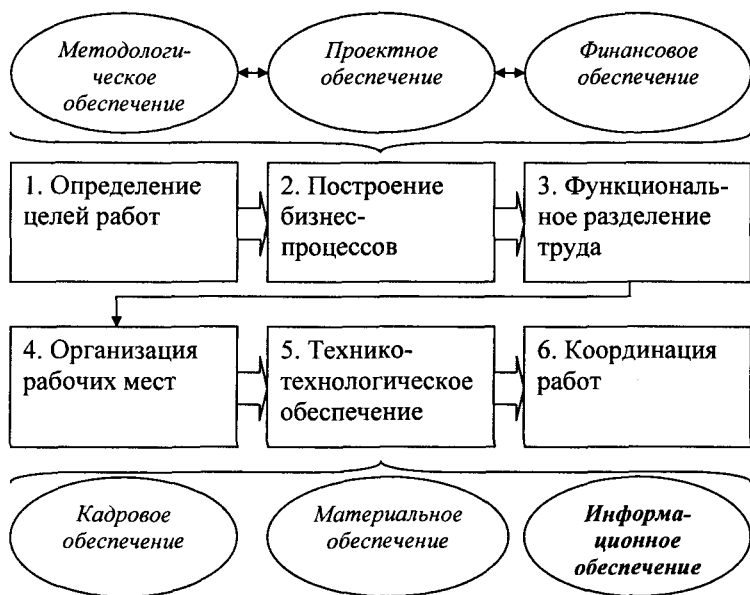 Методологи-
ческое
обеспечение
Проектное
обеспечение
Финансовое
обеспечение
1. Определение
целей работ
2. Построение
бизнес-
процессов
3. Функциональ-
ное разделение
труда
4. Организация
рабочих мест
5. Технико-
технологическое
обеспечение
6. Координация
работ
Кадровое
обеспечение
Материальное
обеспечение
Информа-
ционное
обеспечение